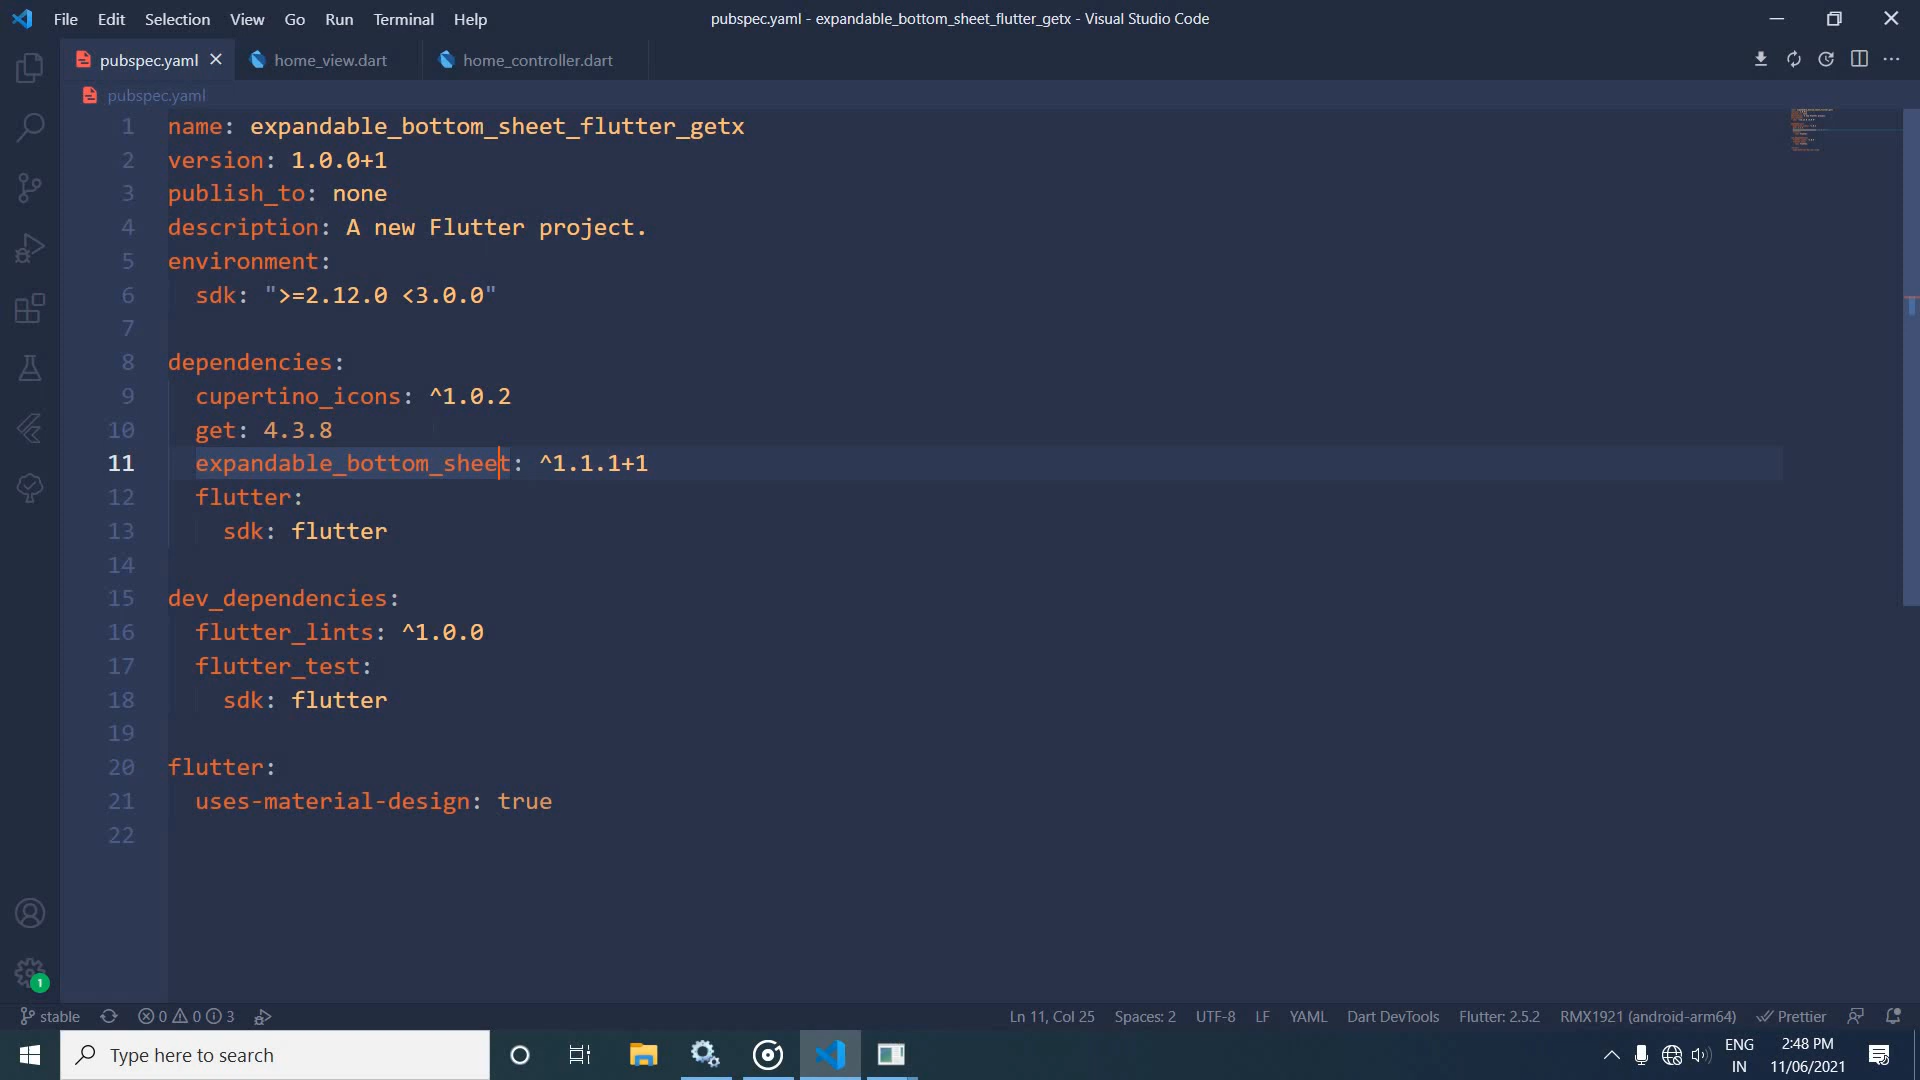 File Edit Selection View Go Run Terminal Help
pubspec.yaml - expandable_bottom_sheet_flutter_getx - Visual Studio Code
pubspec.yaml
home_view.dart
home_controller.dart
pubspec.yaml
1 name: expandable_bottom_sheet_flutter_getx
2 version: 1.0.0+1
3 publish_to: none
4 description: A new Flutter project.
5 environment:
6 sdk: ">=2.12.0 <3.0.0"
7
8 dependencies:
9 cupertino_icons: ^1.0.2
10 get: 4.3.8
11 expandable_bottom_sheet: ^1.1.1+1
12 flutter:
13 sdk: flutter
14
15 dev_dependencies:
16 flutter_lints: ^1.0.0
17 flutter_test:
18 sdk: flutter
19
20 flutter:
21 uses-material-design: true
22
1
stable 0 0 3 Ln 11, Col 25 Spaces: 2 UTF-8 LF YAML Dart DevTools Flutter: 2.5.2 RMX1921 (android-arm64) Prettier
Type here to search
ENG
IN
2:48 PM
11/06/2021